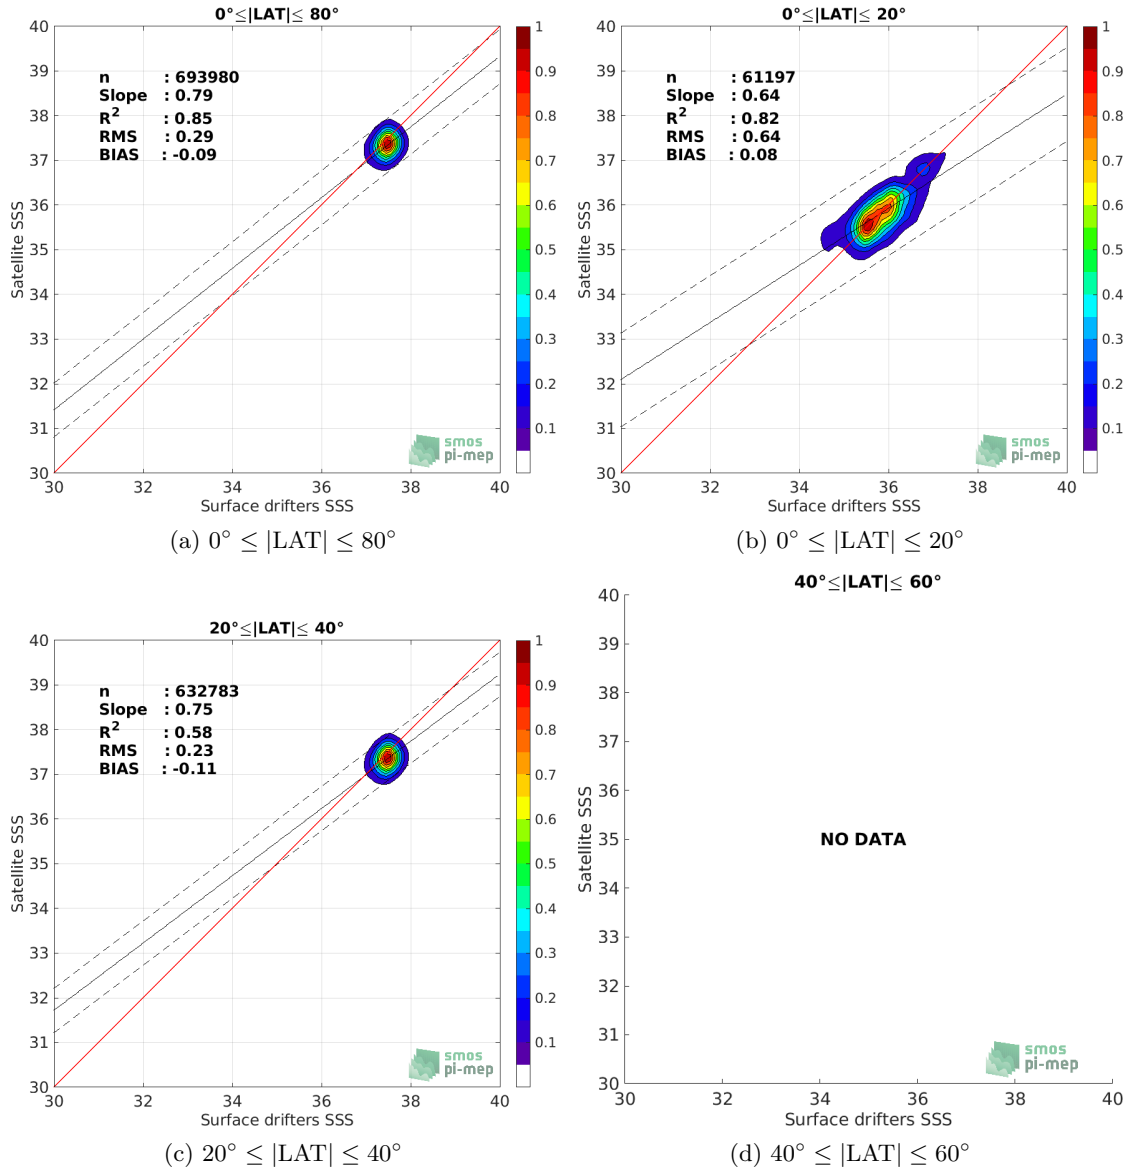 0°≤|LAT|≤ 80°
n : 693980
Slope : 0.79
R2 : 0.85
RMS : 0.29
BIAS : -0.09
40
39
38
37
36
35
34
33
32
31
30
Satellite SSS
30 32 34 36 38 40
Surface drifters SSS
1
0.9
0.8
0.7
0.6
0.5
0.4
0.3
0.2
0.1
smos
pi-mep
(a) 0° ≤ |LAT| ≤ 80°
0°≤|LAT|≤ 20°
n : 61197
Slope : 0.64
R2 : 0.82
RMS : 0.64
BIAS : 0.08
40
39
38
37
36
35
34
33
32
31
30
Satellite SSS
30 32 34 36 38 40
Surface drifters SSS
1
0.9
0.8
0.7
0.6
0.5
0.4
0.3
0.2
0.1
smos
pi-mep
(b) 0° ≤ |LAT| ≤ 20°
20°≤|LAT|≤ 40°
n : 632783
Slope : 0.75
R2 : 0.58
RMS : 0.23
BIAS : -0.11
40
39
38
37
36
35
34
33
32
31
30
Satellite SSS
30 32 34 36 38 40
Surface drifters SSS
1
0.9
0.8
0.7
0.6
0.5
0.4
0.3
0.2
0.1
smos
pi-mep
(c) 20° ≤ |LAT| ≤ 40°
40°≤|LAT|≤ 60°
40
39
38
37
36
35
34
33
32
31
30
Satellite SSS
NO DATA
30 32 34 36 38 40
Surface drifters SSS
smos
pi-mep
(d) 40° ≤ |LAT| ≤ 60°